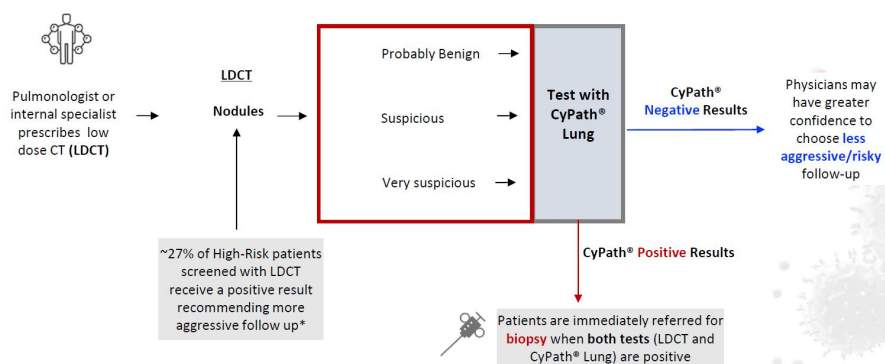 Pulmonologist or
internal specialist
prescribes low
dose CT (LDCT)
LDCT
Nodules
~27% of High-Risk patients
screened with LDCT
receive a positive result
recommending more
aggressive follow up*
Probably Benign
Suspicious
Very suspicious
Test with
CyPath®
Lung
CyPath®
Negative Results
Physicians may
have greater
confidence to
choose less
aggressive/risky
follow-up
CyPath® Positive Results
Patients are immediately referred for
biopsy when both tests (LDCT and
CyPath® Lung) are positive